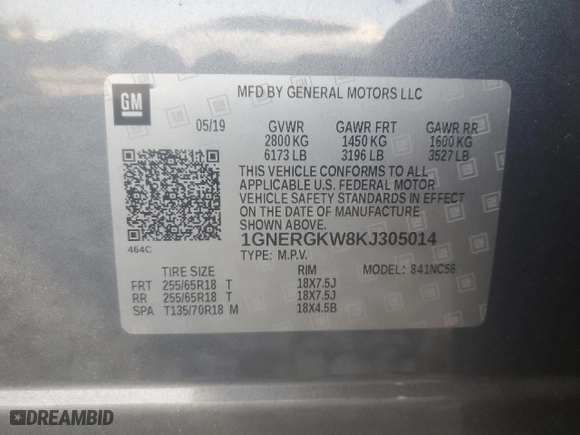 GM
MFD BY GENERAL MOTORS LLC
05/19 GVWR GAWR FRT GAWR RR
2800 KG 1450 KG 1600 KG
6173 LB 3196 LB 3527 LB
THIS VEHICLE CONFORMS TO ALL
APPLICABLE U.S. FEDERAL MOTOR
VEHICLE SAFETY STANDARDS IN EFFECT
ON THE DATE OF MANUFACTURE
SHOWN ABOVE.
1GNERGKW8KJ305014
464C TYPE: M.P.V.
TIRE SIZE RIM MODEL: 841NC56
FRT 255/65R18 T 18X7.5J
RR 255/65R18 T 18X7.5J
SPA T135/70R18 M 18X4.5B
DREAMBID